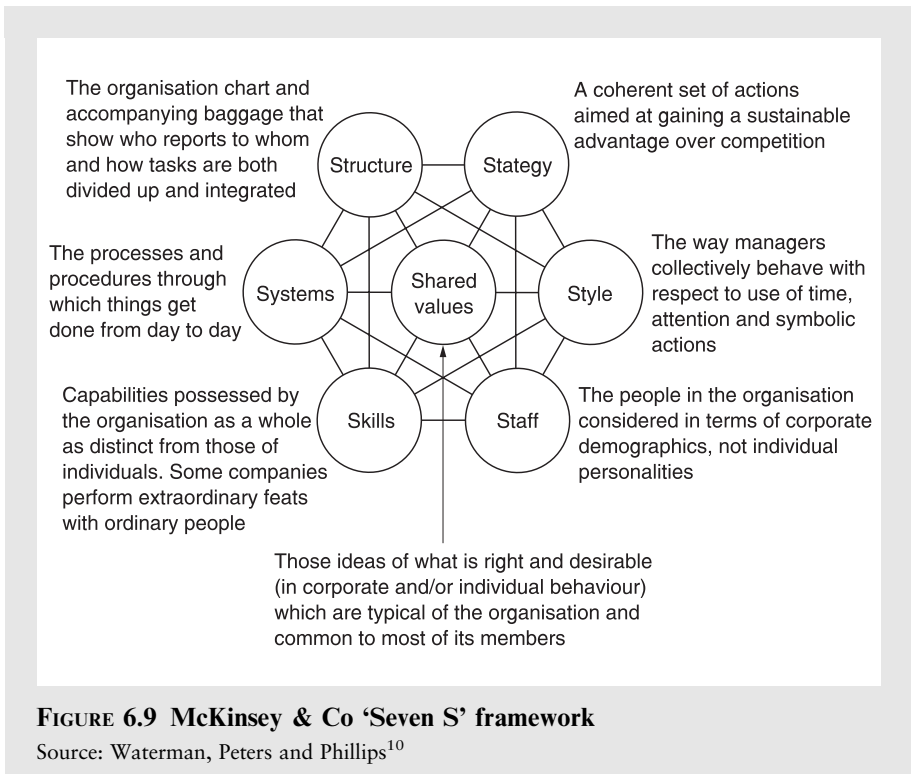 The organisation chart and
accompanying baggage that
show who reports to whom
and how tasks are both
divided up and integrated
A coherent set of actions
aimed at gaining a sustainable
advantage over competition
Structure
Stategy
The processes and
procedures through
which things get
done from day to day
Systems
Shared
values
Style
The way managers
collectively behave with
respect to use of time,
attention and symbolic
actions
Capabilities possessed by
the organisation as a whole
as distinct from those of
individuals. Some companies
perform extraordinary feats
with ordinary people
Skills
Staff
The people in the organisation
considered in terms of corporate
demographics, not individual
personalities
Those ideas of what is right and desirable
(in corporate and/or individual behaviour)
which are typical of the organisation and
common to most of its members
FIGURE 6.9 McKinsey & Co ‘Seven S’ framework
Source: Waterman, Peters and Phillips10